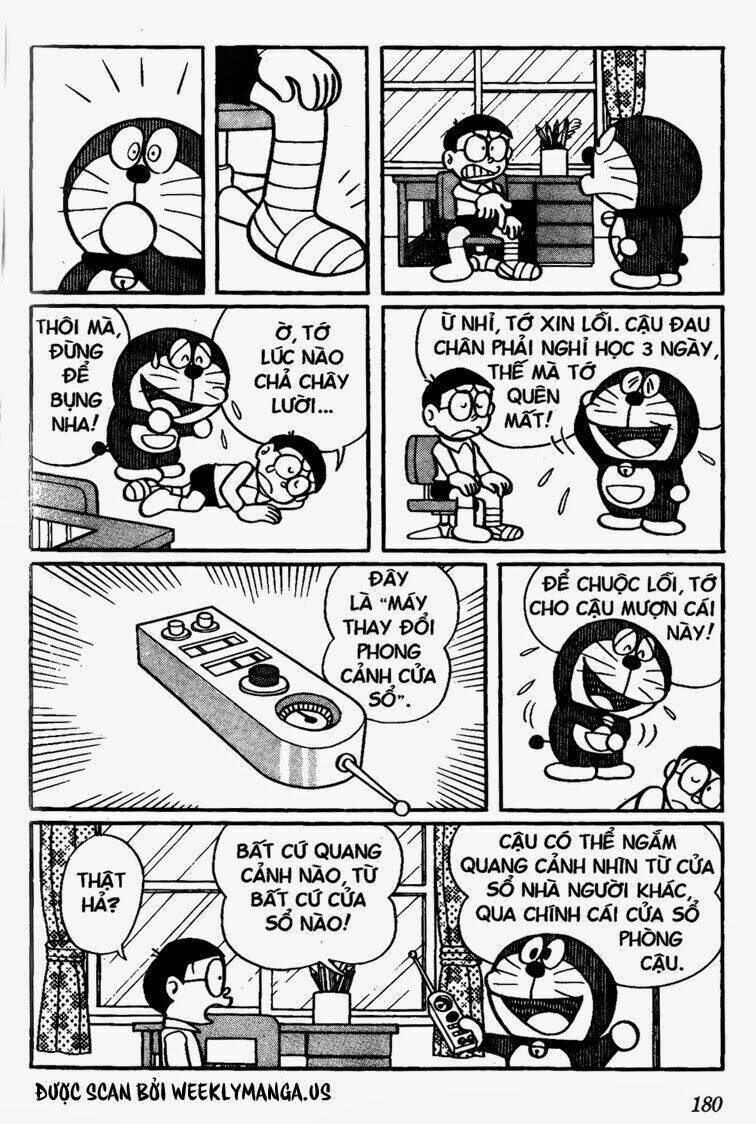 Ừ NHỈ, TỚ XIN LỖI. CẬU ĐAU
CHÂN PHẢI NGHỈ HỌC 3 NGÀY,
THẾ MÀ TỚ
QUÊN
MẤT!
Ờ, TỚ
LÚC NÀO
CHẢ CHÂY
LƯỜI...
THÔI MÀ,
ĐỪNG
ĐỂ
BỤNG
NHA!
ĐỂ CHUỘC LỖI, TỚ
CHO CẬU MƯỢN CÁI
NÀY!
ĐÂY
LÀ "MÁY
THAY ĐỔI
PHONG
CẢNH CỬA
SỔ".
CẬU CÓ THỂ NGẮM
QUANG CẢNH NHÌN TỪ CỬA
SỔ NHÀ NGƯỜI KHÁC,
QUA CHÍNH CÁI CỬA SỔ
PHÒNG
CẬU.
BẤT CỨ QUANG
CẢNH NÀO, TỪ
BẤT CỨ CỬA
SỔ NÀO!
THẬT
HẢ?
ĐƯỢC SCAN BỞI WEEKLYMANGA.US
180